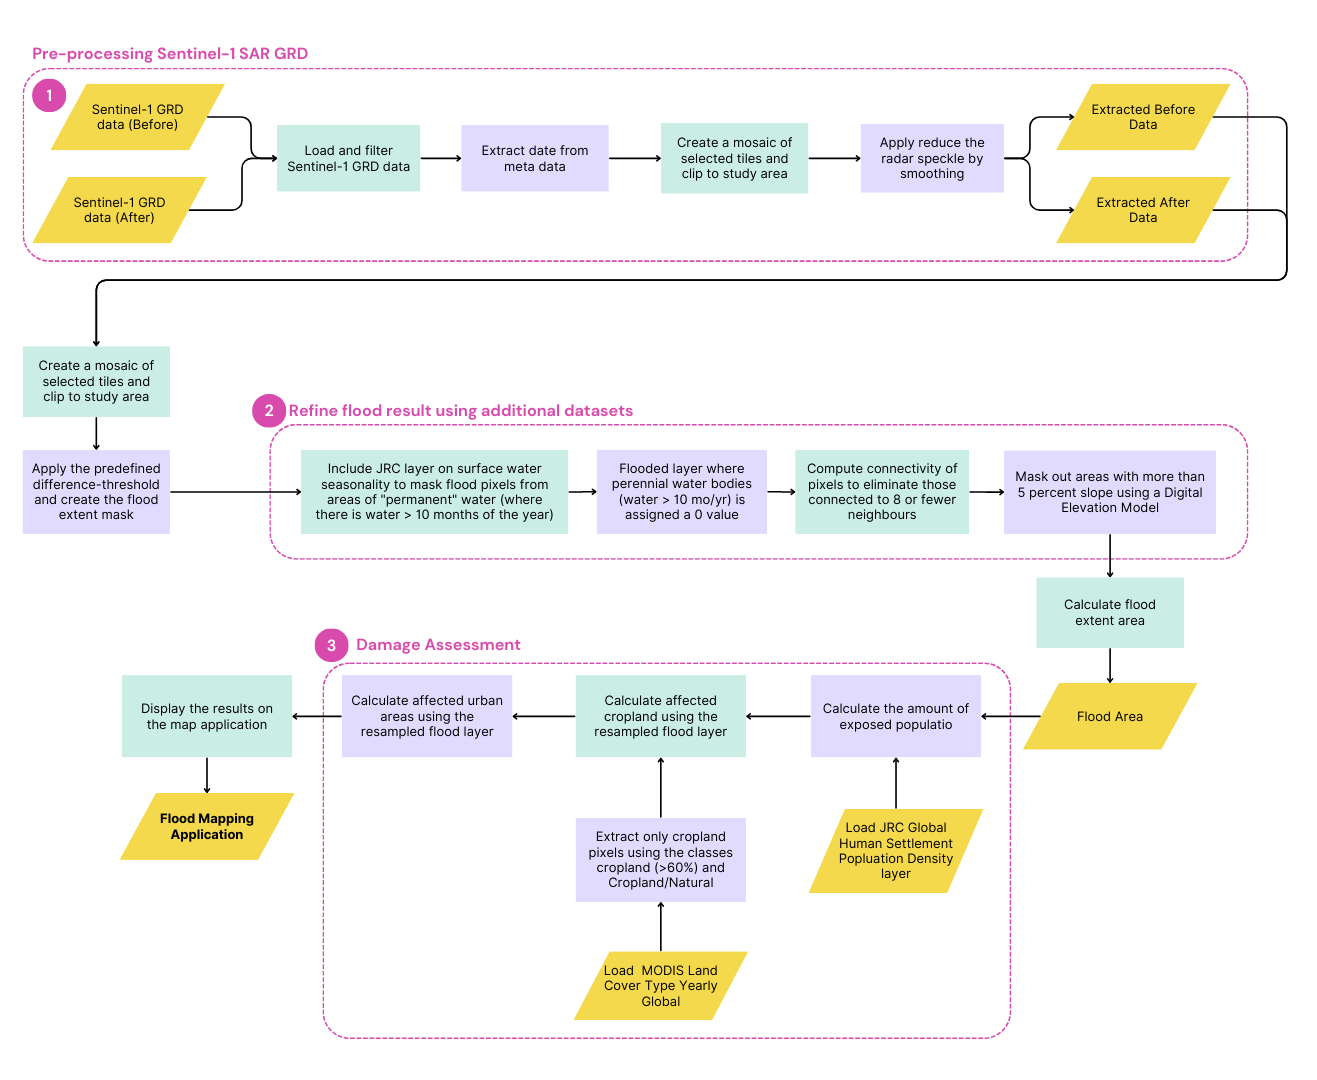 Pre-processing Sentinel-1 SAR GRD
1
Sentinel-1 GRD
data (Before)
Sentinel-1 GRD
data (After)
Load and filter
Sentinel-1 GRD data
Extract date from
meta data
Create a mosaic of
selected tiles and
clip to study area
Apply reduce the
radar speckle by
smoothing
Extracted Before
Data
Extracted After
Data
Create a mosaic of
selected tiles and
clip to study area
Apply the predefined
difference-threshold
and create the flood
extent mask
2
Refine flood result using additional datasets
Include JRC layer on surface water
seasonality to mask flood pixels from
areas of "permanent" water (where
there is water > 10 months of the year)
Flooded layer where
perennial water bodies
(water > 10 mo/yr) is
assigned a 0 value
Compute connectivity of
pixels to eliminate those
connected to 8 or fewer
neighbours
Mask out areas with more than
5 percent slope using a Digital
Elevation Model
Calculate flood
extent area
Flood Area
3
Damage Assessment
Calculate the amount of
exposed populatio
Load JRC Global
Human Settlement
Popluation Density
layer
Calculate affected
cropland using the
resampled flood layer
Extract only cropland
pixels using the classes
cropland (>60%) and
Cropland/Natural
Load MODIS Land
Cover Type Yearly
Global
Calculate affected urban
areas using the
resampled flood layer
Display the results on
the map application
Flood Mapping
Application